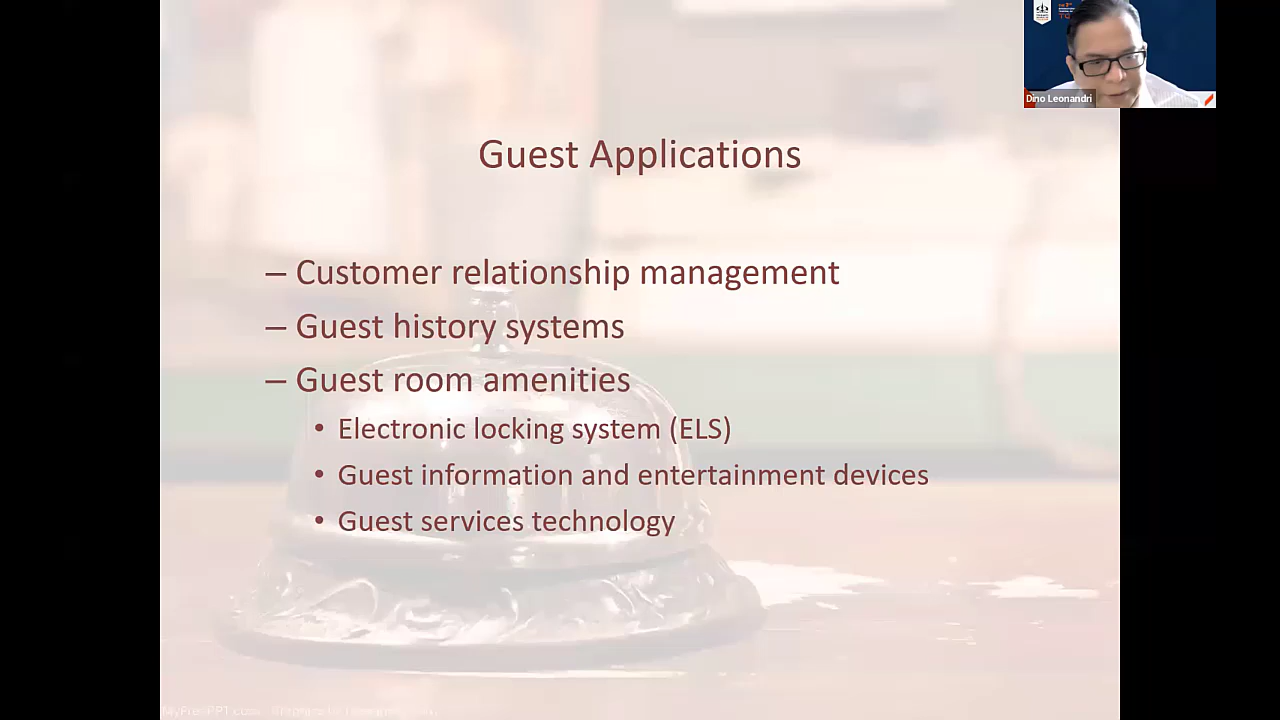 Dino Leonandri
Guest Applications
– Customer relationship management
– Guest history systems
– Guest room amenities
• Electronic locking system (ELS)
• Guest information and entertainment devices
• Guest services technology